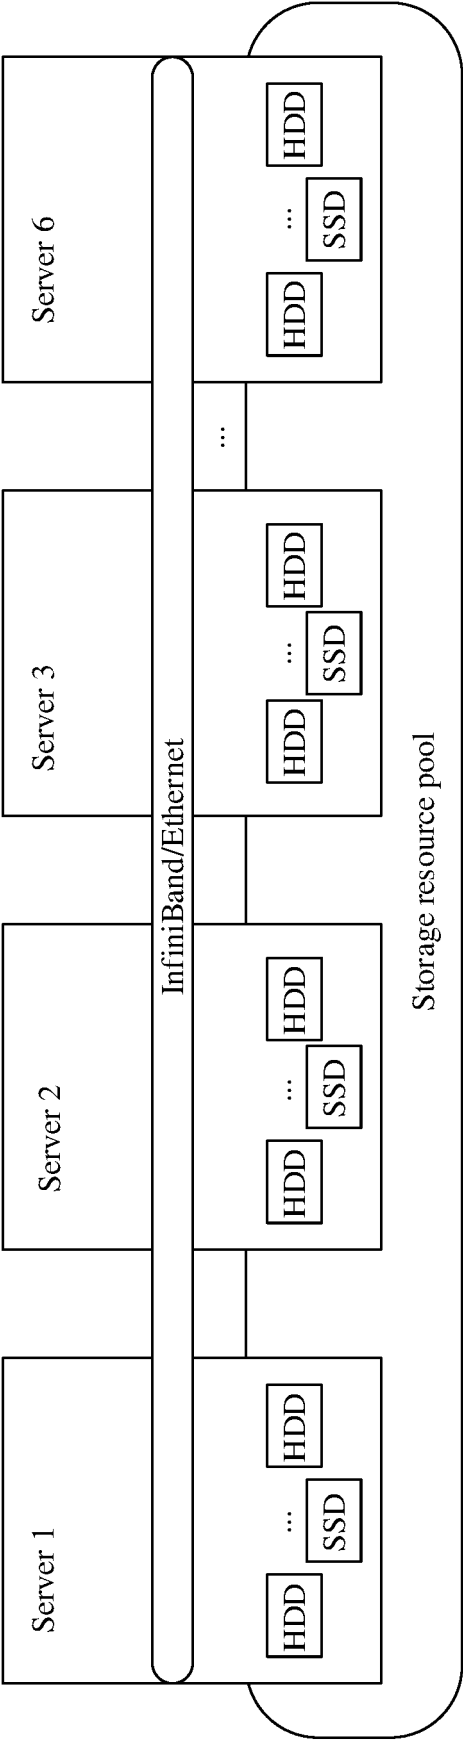 Server 1
Server 2
Server 3
Server 6
InfiniBand/Ethernet
...
HDD ... HDD
SSD
HDD ... HDD
SSD
HDD ... HDD
SSD
HDD ... HDD
SSD
Storage resource pool